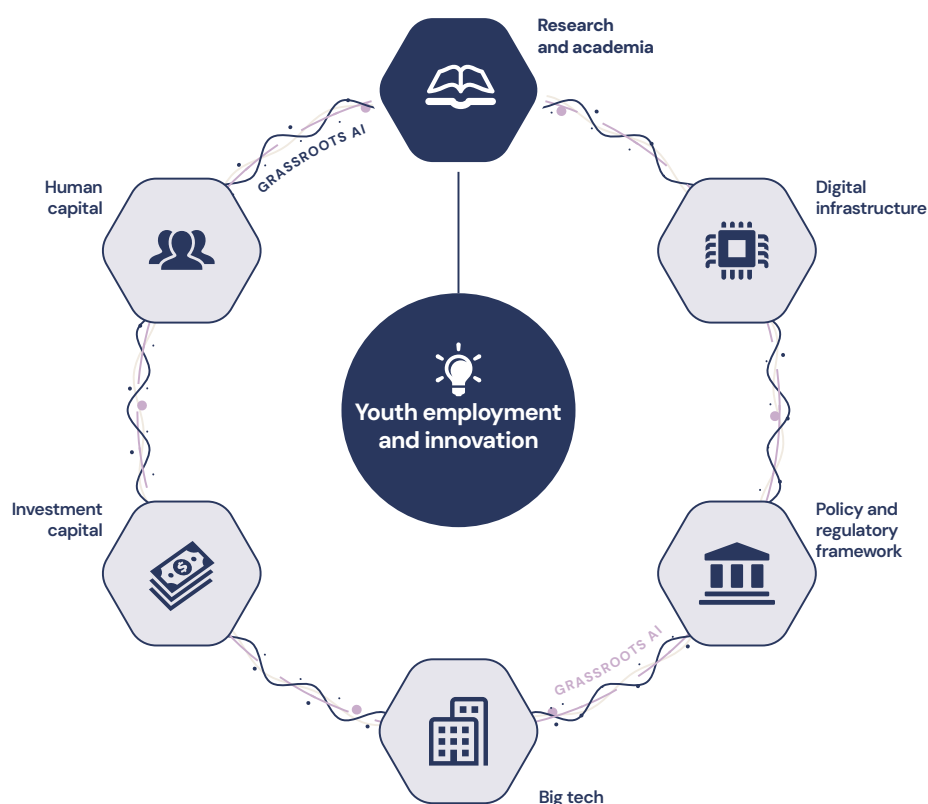 Research
and academia
GRASSROOTS AI
Human
capital
Digital
infrastructure
Youth employment
and innovation
Investment
capital
Policy and
regulatory
framework
GRASSROOTS AI
Big tech